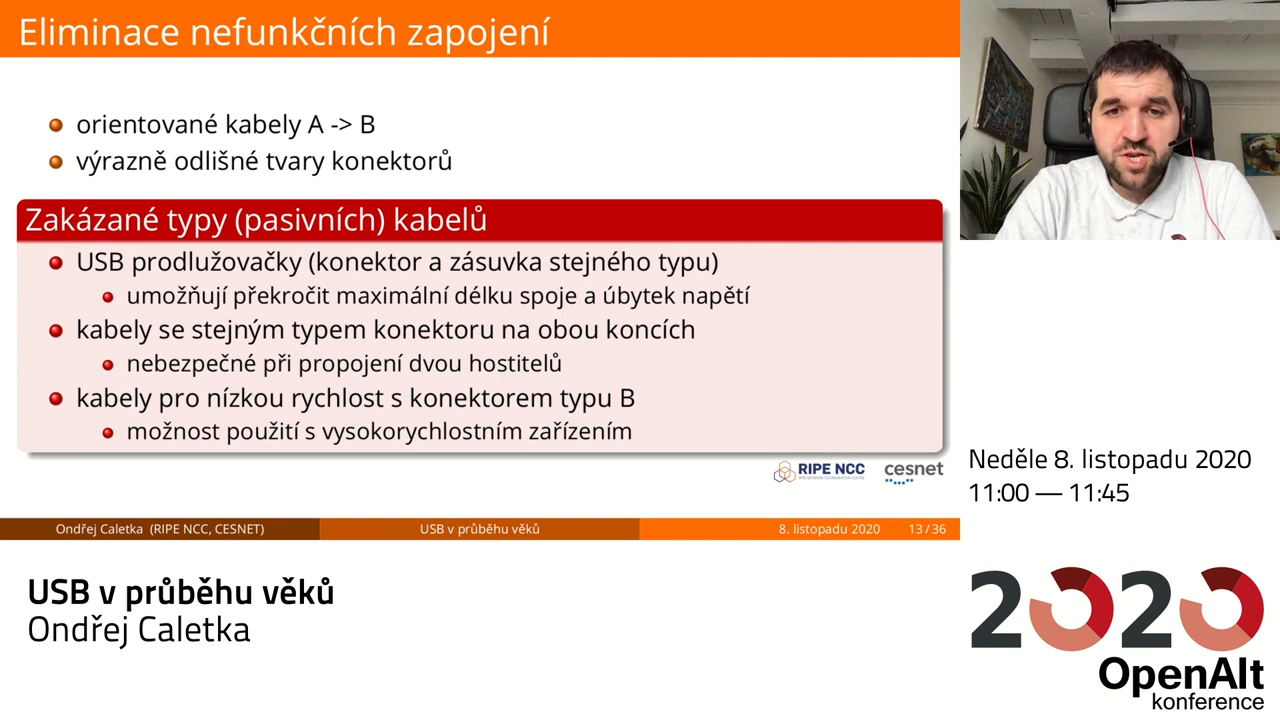 Eliminace nefunkčních zapojení
orientované kabely A -> B
výrazně odlišné tvary konektorů
Zakázané typy (pasivních) kabelů
USB prodlužovačky (konektor a zásuvka stejného typu)
umožňují překročit maximální délku spoje a úbytek napětí
kabely se stejným typem konektoru na obou koncích
nebezpečné při propojení dvou hostitelů
kabely pro nízkou rychlost s konektorem typu B
možnost použití s vysokorychlostním zařízením
RIPE NCC
RIPE NETWORK COORDINATION CENTRE
cesnet
Ondřej Caletka (RIPE NCC, CESNET)
USB v průběhu věků
8. listopadu 2020
13/36
Neděle 8. listopadu 2020
11:00 — 11:45
USB v průběhu věků
Ondřej Caletka
2020
OpenAlt
konference